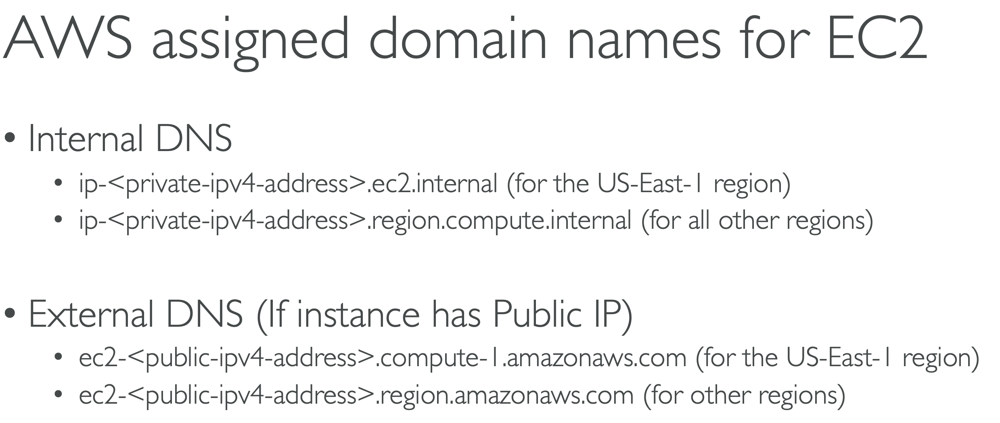 AWS assigned domain names for EC2
• Internal DNS
• ip-<private-ipv4-address>.ec2.internal (for the US-East-1 region)
• ip-<private-ipv4-address>.region.compute.internal (for all other regions)
• External DNS (If instance has Public IP)
• ec2-<public-ipv4-address>.compute-1.amazonaws.com (for the US-East-1 region)
• ec2-<public-ipv4-address>.region.amazonaws.com (for other regions)